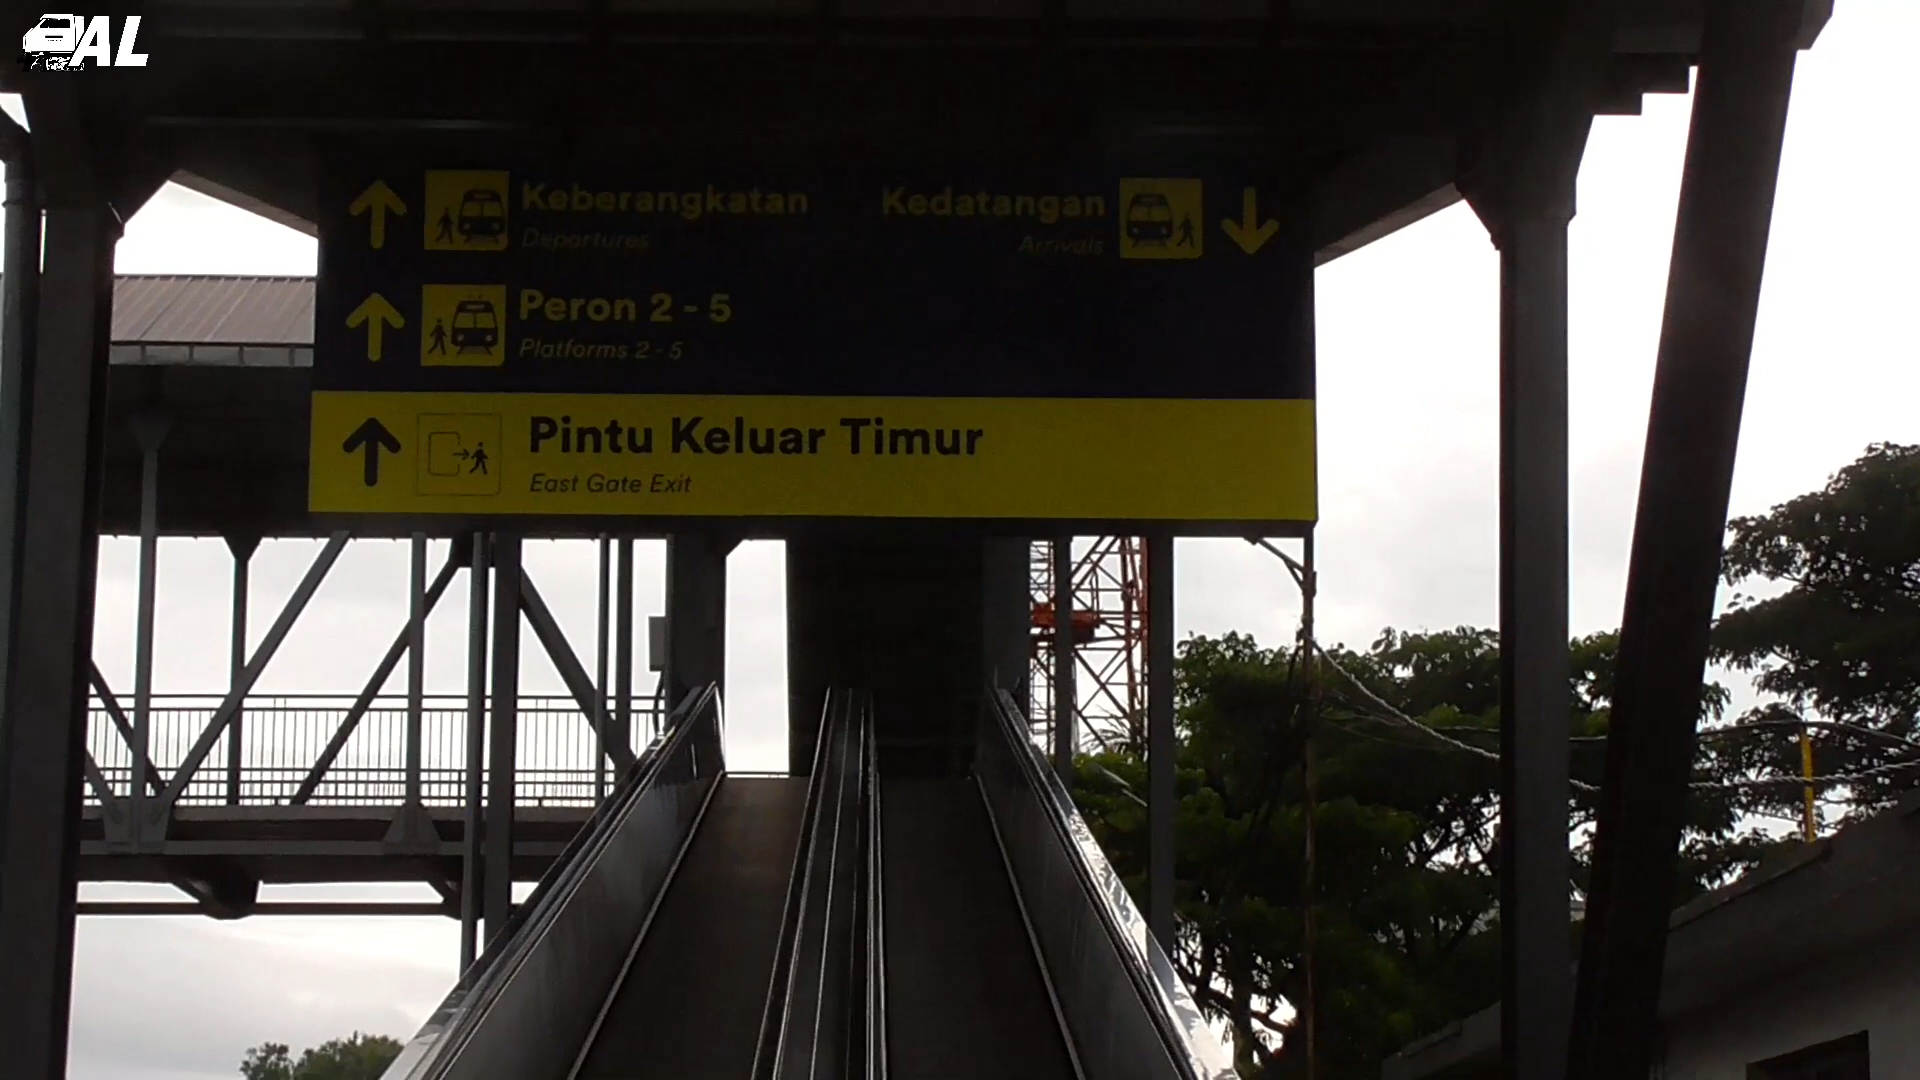 AL
Keberangkatan
Departures
Kedatangan
Arrivals
Peron 2 - 5
Platforms 2 - 5
Pintu Keluar Timur
East Gate Exit